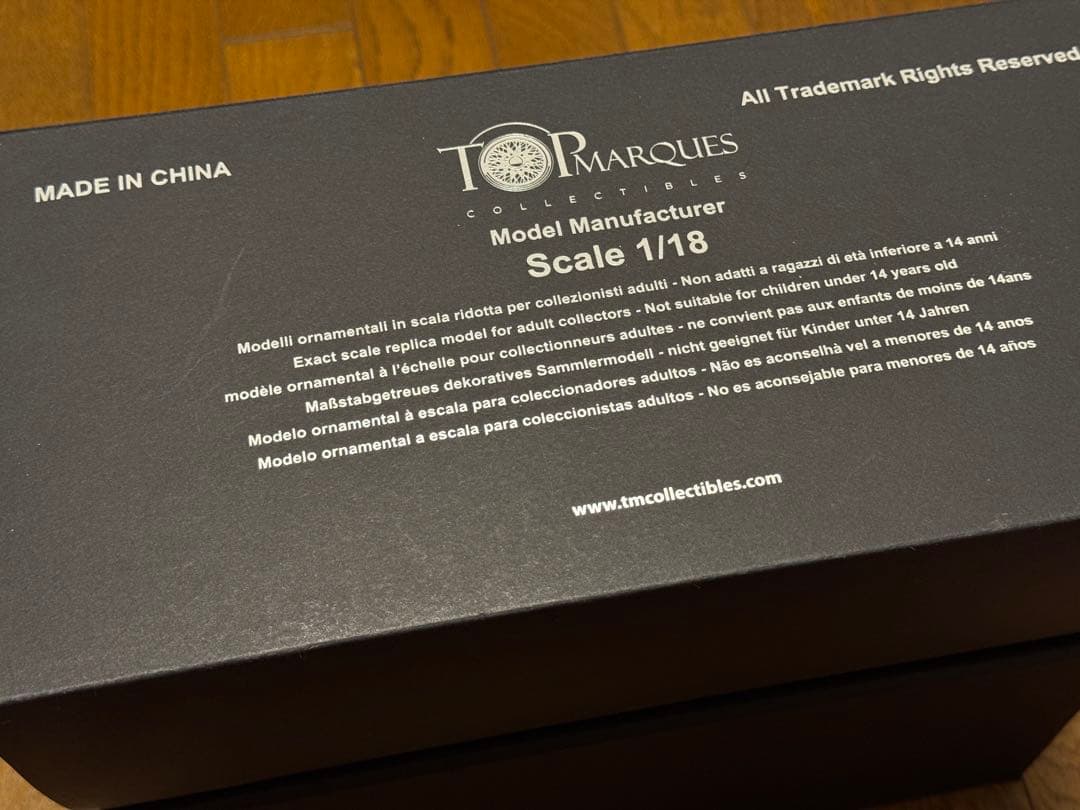 All Trademark Rights Reserved
MADE IN CHINA
TOPMARQUES
COLLECTIBLES
Model Manufacturer
Scale 1/18
Modelli ornamentali in scala ridotta per collezionisti adulti - Non adatti a ragazzi di età inferiore a 14 anni
Exact scale replica model for adult collectors - Not suitable for children under 14 years old
modèle ornamental à l'échelle pour collectionneurs adultes - ne convient pas aux enfants de moins de 14ans
Maßstabgetreues dekoratives Sammlermodell - nicht geeignet für Kinder unter 14 Jahren
Modelo ornamental à escala para coleccionadores adultos - Não es aconselhà vel a menores de 14 anos
Modelo ornamental a escala para coleccionistas adultos - No es aconsejable para menores de 14 años
www.tmcollectibles.com